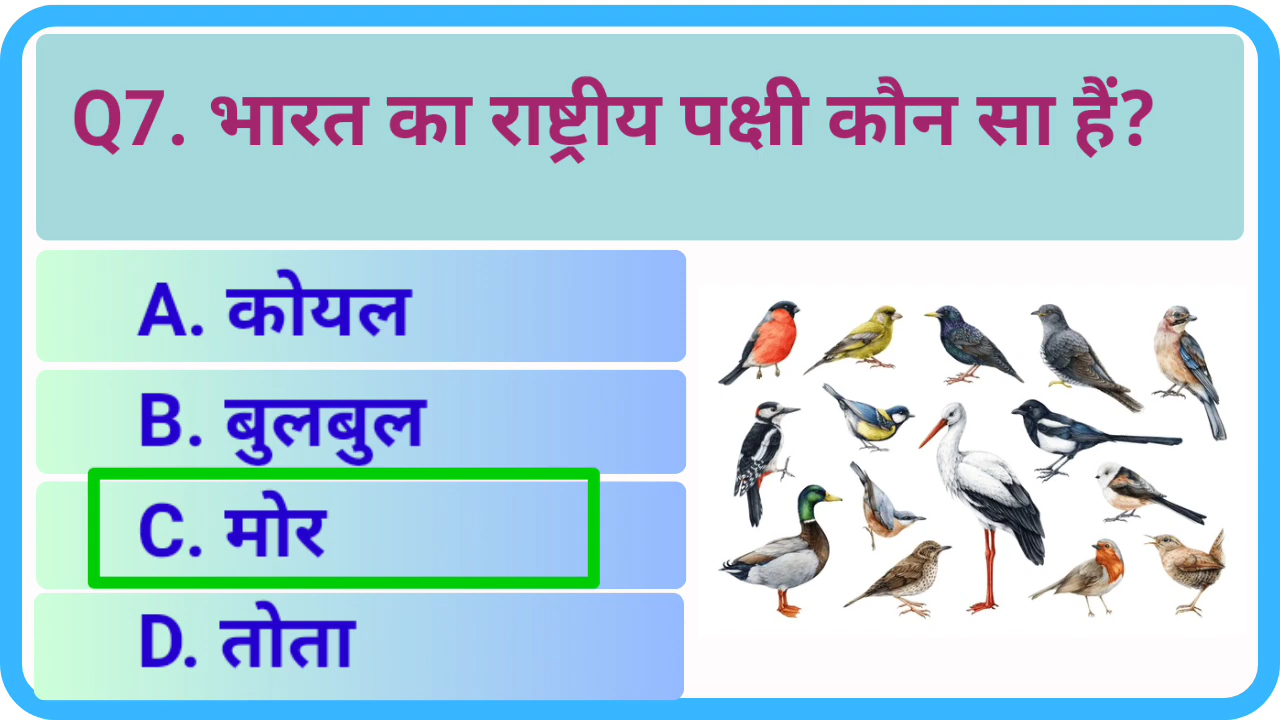 Q7. भारत का राष्ट्रीय पक्षी कौन सा हैं?
A. कोयल
B. बुलबुल
C. मोर
D. तोता